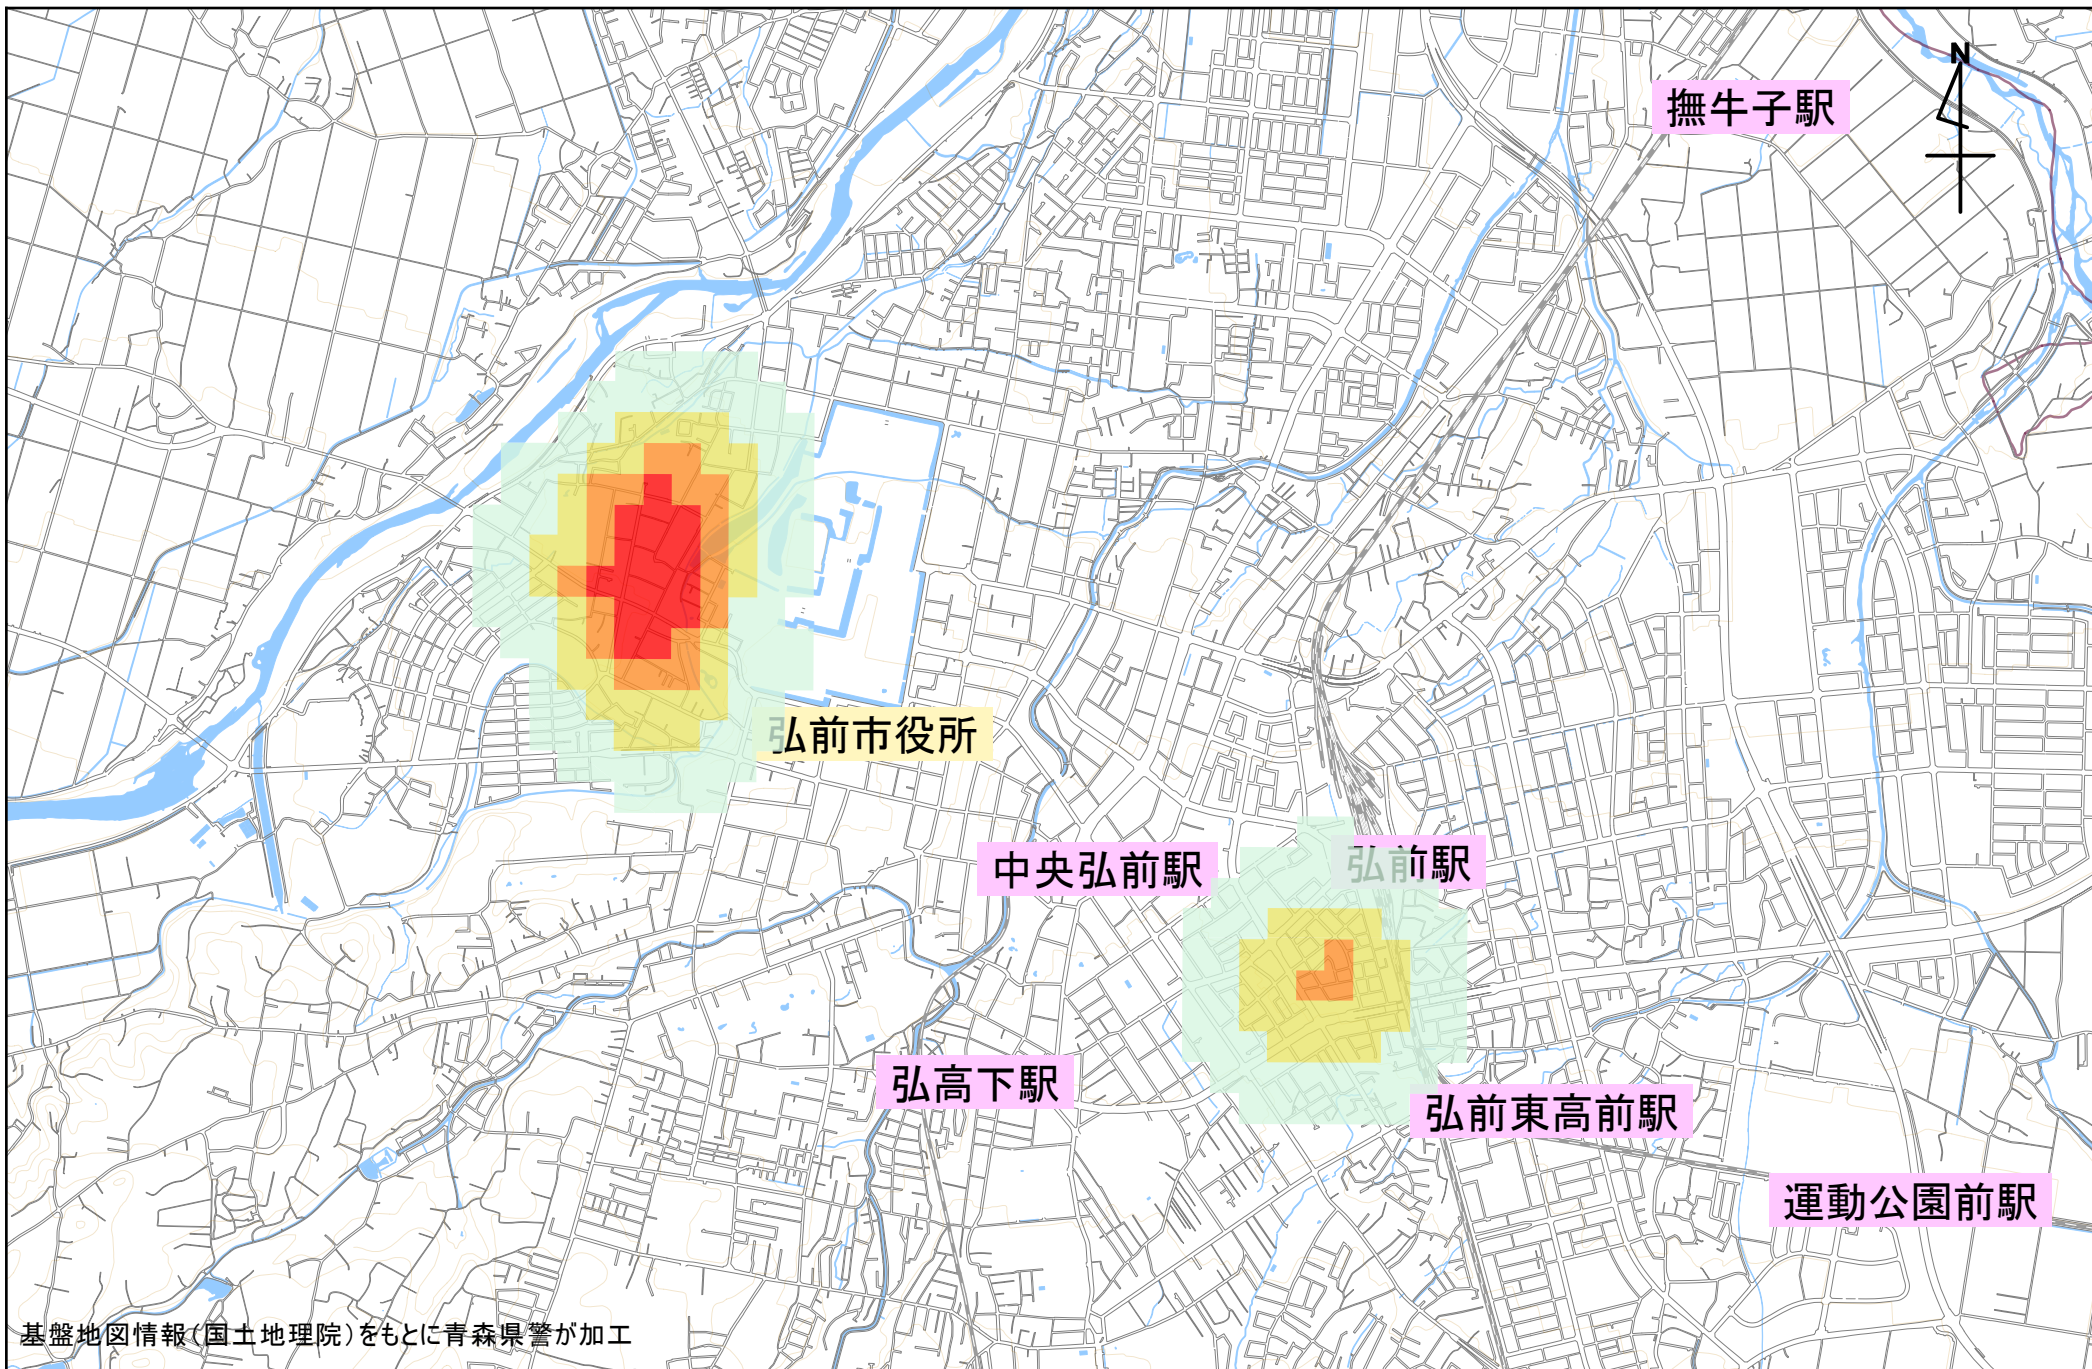 N
撫牛子駅
弘前市役所
中央弘前駅
弘前駅
弘高下駅
弘前東高前駅
運動公園前駅
基盤地図情報(国土地理院)をもとに青森県警が加工